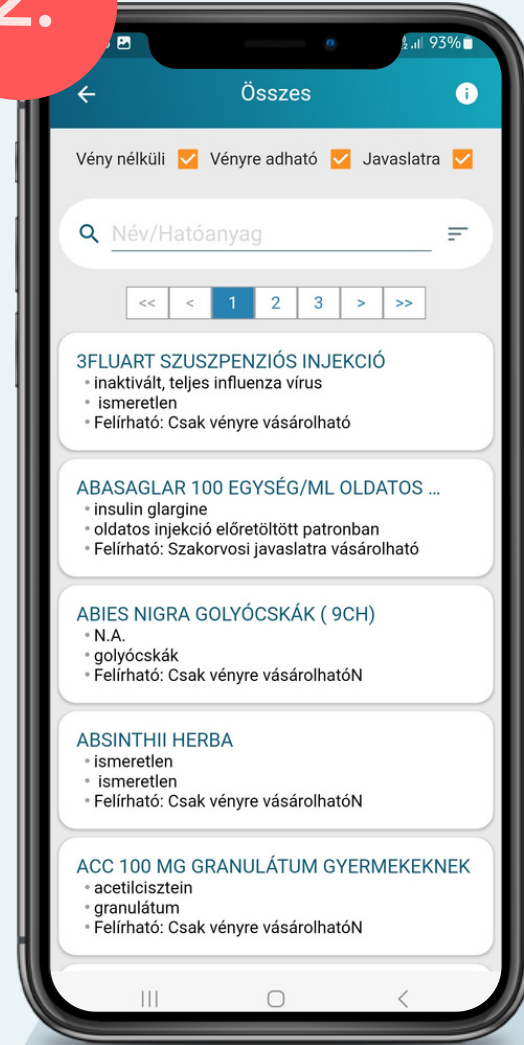 2.
93%
Összes
Vény nélküli Vényre adható Javaslatra
Név/Hatóanyag
<< < 1 2 3 > >>
3FLUART SZUSZPENZIÓS INJEKCIÓ
• inaktivált, teljes influenza vírus
• ismeretlen
• Felírható: Csak vényre vásárolható
ABASAGLAR 100 EGYSÉG/ML OLDATOS ...
• insulin glargine
• oldatos injekció előretöltött patronban
• Felírható: Szakorvosi javaslatra vásárolható
ABIES NIGRA GOLYÓCSKÁK ( 9CH)
• N.A.
• golyócskák
• Felírható: Csak vényre vásárolhatóN
ABSINTHII HERBA
• ismeretlen
• ismeretlen
• Felírható: Csak vényre vásárolhatóN
ACC 100 MG GRANULÁTUM GYERMEKEKNEK
• acetilcisztein
• granulátum
• Felírható: Csak vényre vásárolhatóN